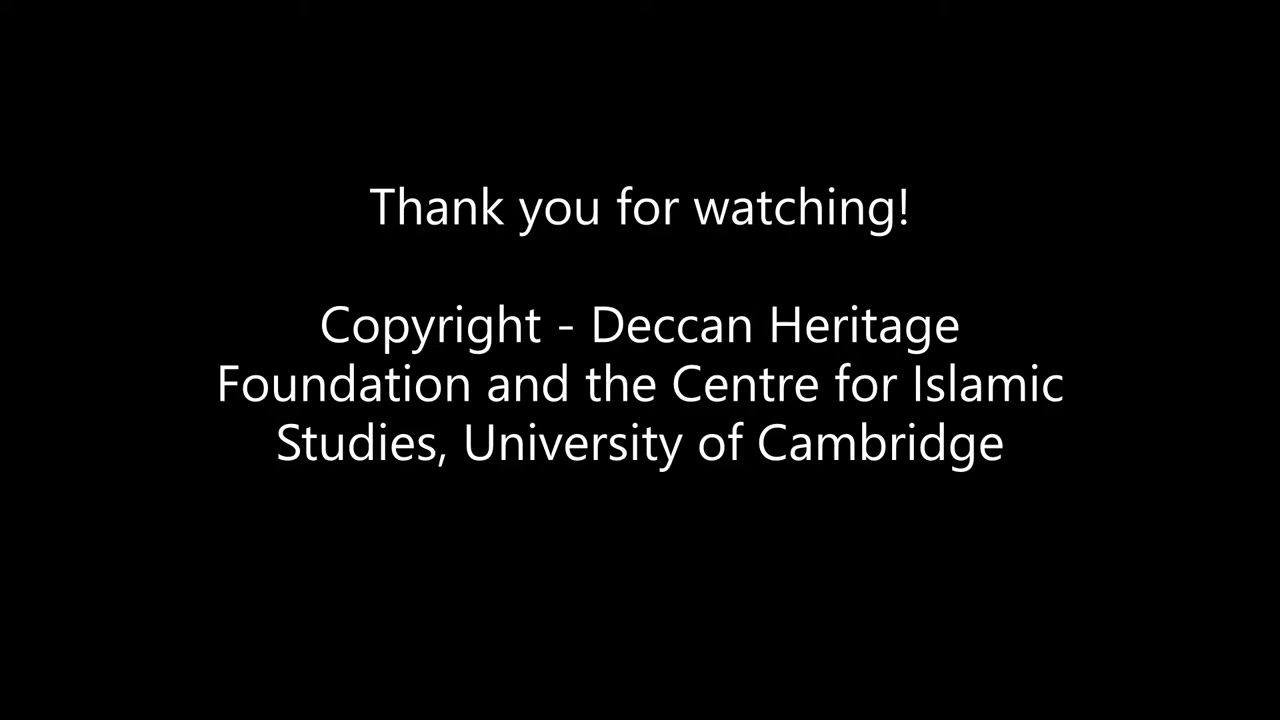 Thank you for watching!
Copyright - Deccan Heritage
Foundation and the Centre for Islamic
Studies, University of Cambridge